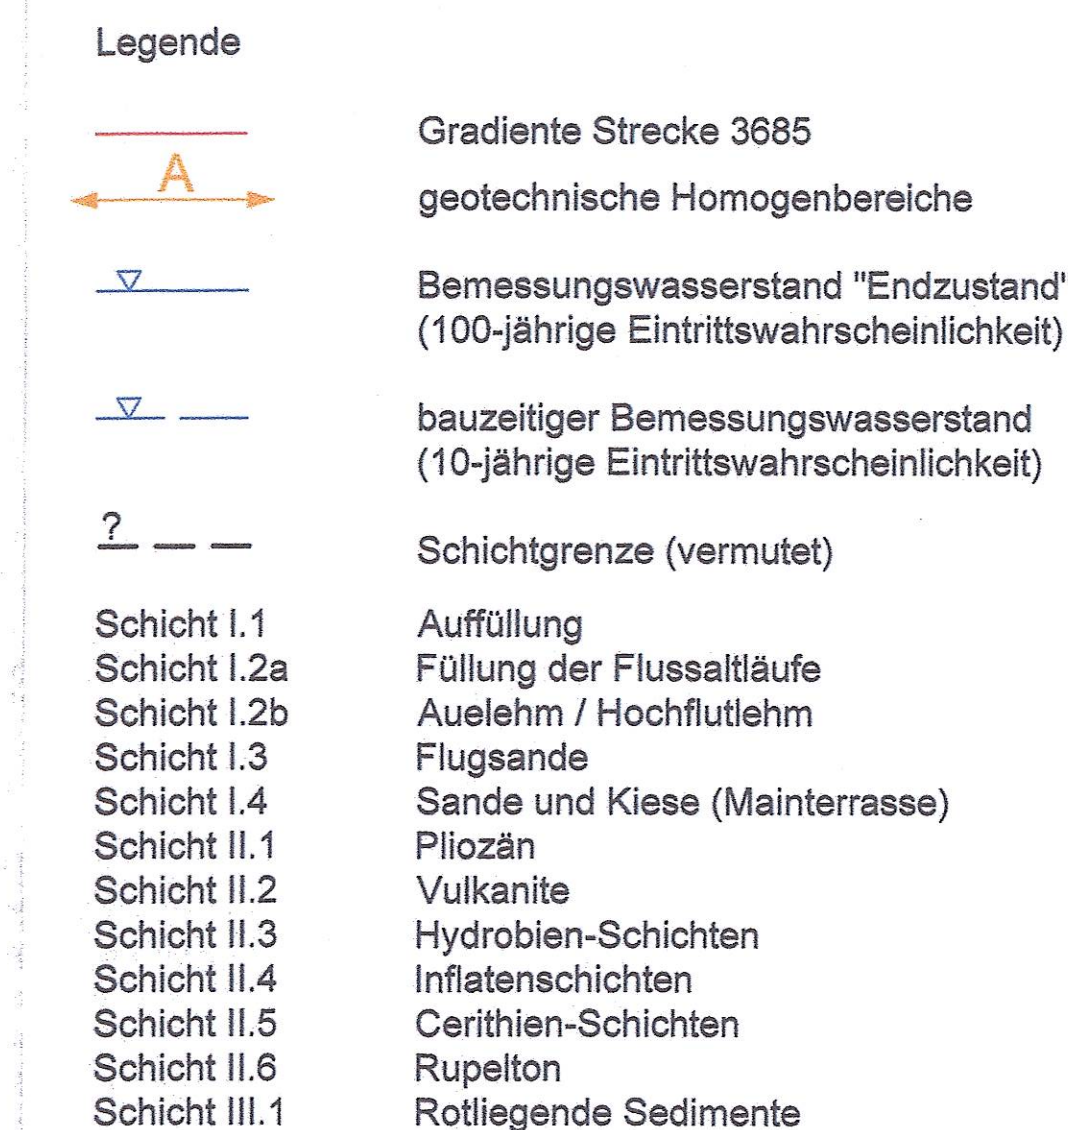 Legende
Gradiente Strecke 3685
A
geotechnische Homogenbereiche
Bemessungswasserstand "Endzustand'
(100-jährige Eintrittswahrscheinlichkeit)
bauzeitiger Bemessungswasserstand
(10-jährige Eintrittswahrscheinlichkeit)
?
Schichtgrenze (vermutet)
Schicht I.1 Auffüllung
Schicht I.2a Füllung der Flussaltläufe
Schicht I.2b Auelehm / Hochflutlehm
Schicht I.3 Flugsande
Schicht I.4 Sande und Kiese (Mainterrasse)
Schicht II.1 Pliozän
Schicht II.2 Vulkanite
Schicht II.3 Hydrobien-Schichten
Schicht II.4 Inflatenschichten
Schicht II.5 Cerithien-Schichten
Schicht II.6 Rupelton
Schicht III.1 Rotliegende Sedimente